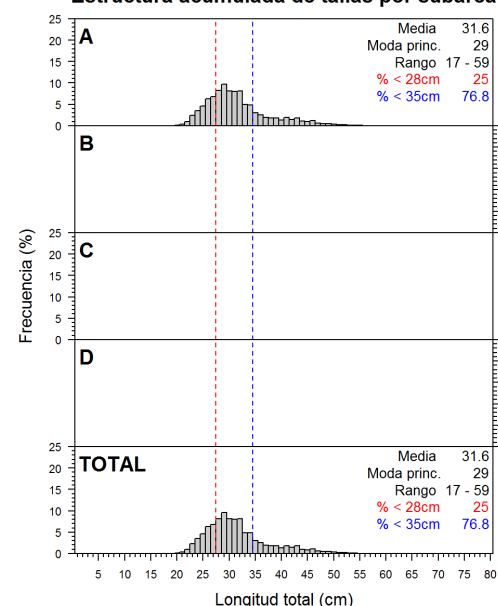 Estructura acumulada de tallas por subárea
A
Media 31.6
Moda princ. 29
Rango 17 - 59
% < 28cm 25
% < 35cm 76.8
25
20
15
10
5
0
B
C
25
20
15
10
5
0
D
Frecuencia (%)
TOTAL
Media 31.6
Moda princ. 29
Rango 17 - 59
% < 28cm 25
% < 35cm 76.8
25
20
15
10
5
0
5 10 15 20 25 30 35 40 45 50 55 60 65 70 75 80
Longitud total (cm)